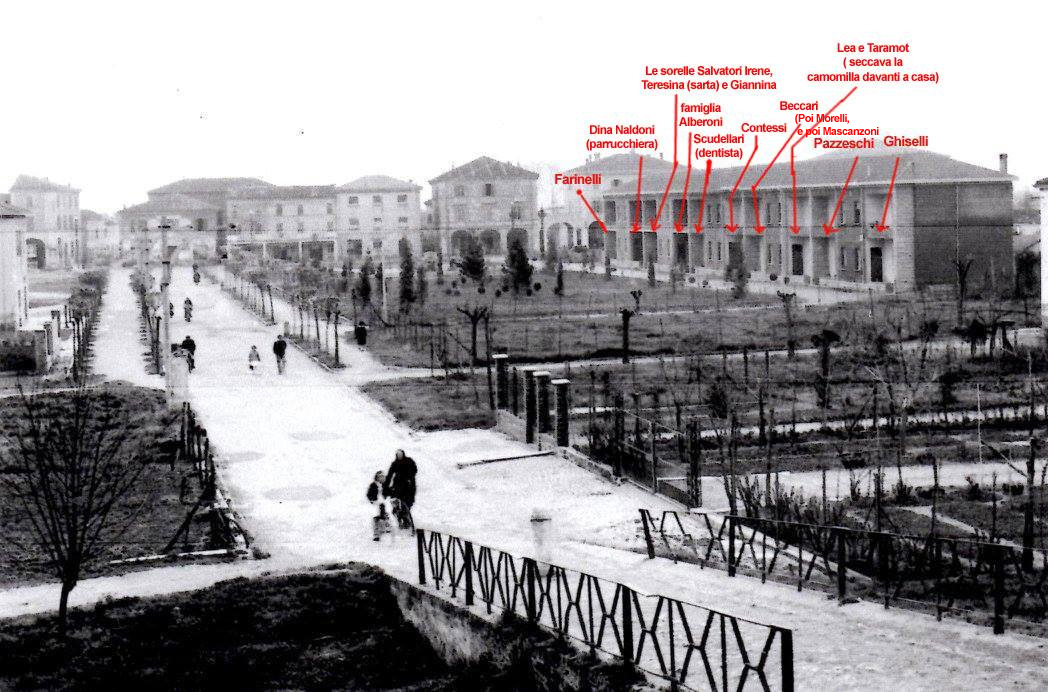 Lea e Taramot
( seccava la
camomilla davanti a casa)
Le sorelle Salvatori Irene,
Teresina (sarta) e Giannina
famiglia
Alberoni
Beccari
(Poi Morelli,
e poi Mascanzoni
Dina Naldoni
(parrucchiera)
Scudellari
(dentista)
Contessi
Pazzeschi
Ghiselli
Farinelli